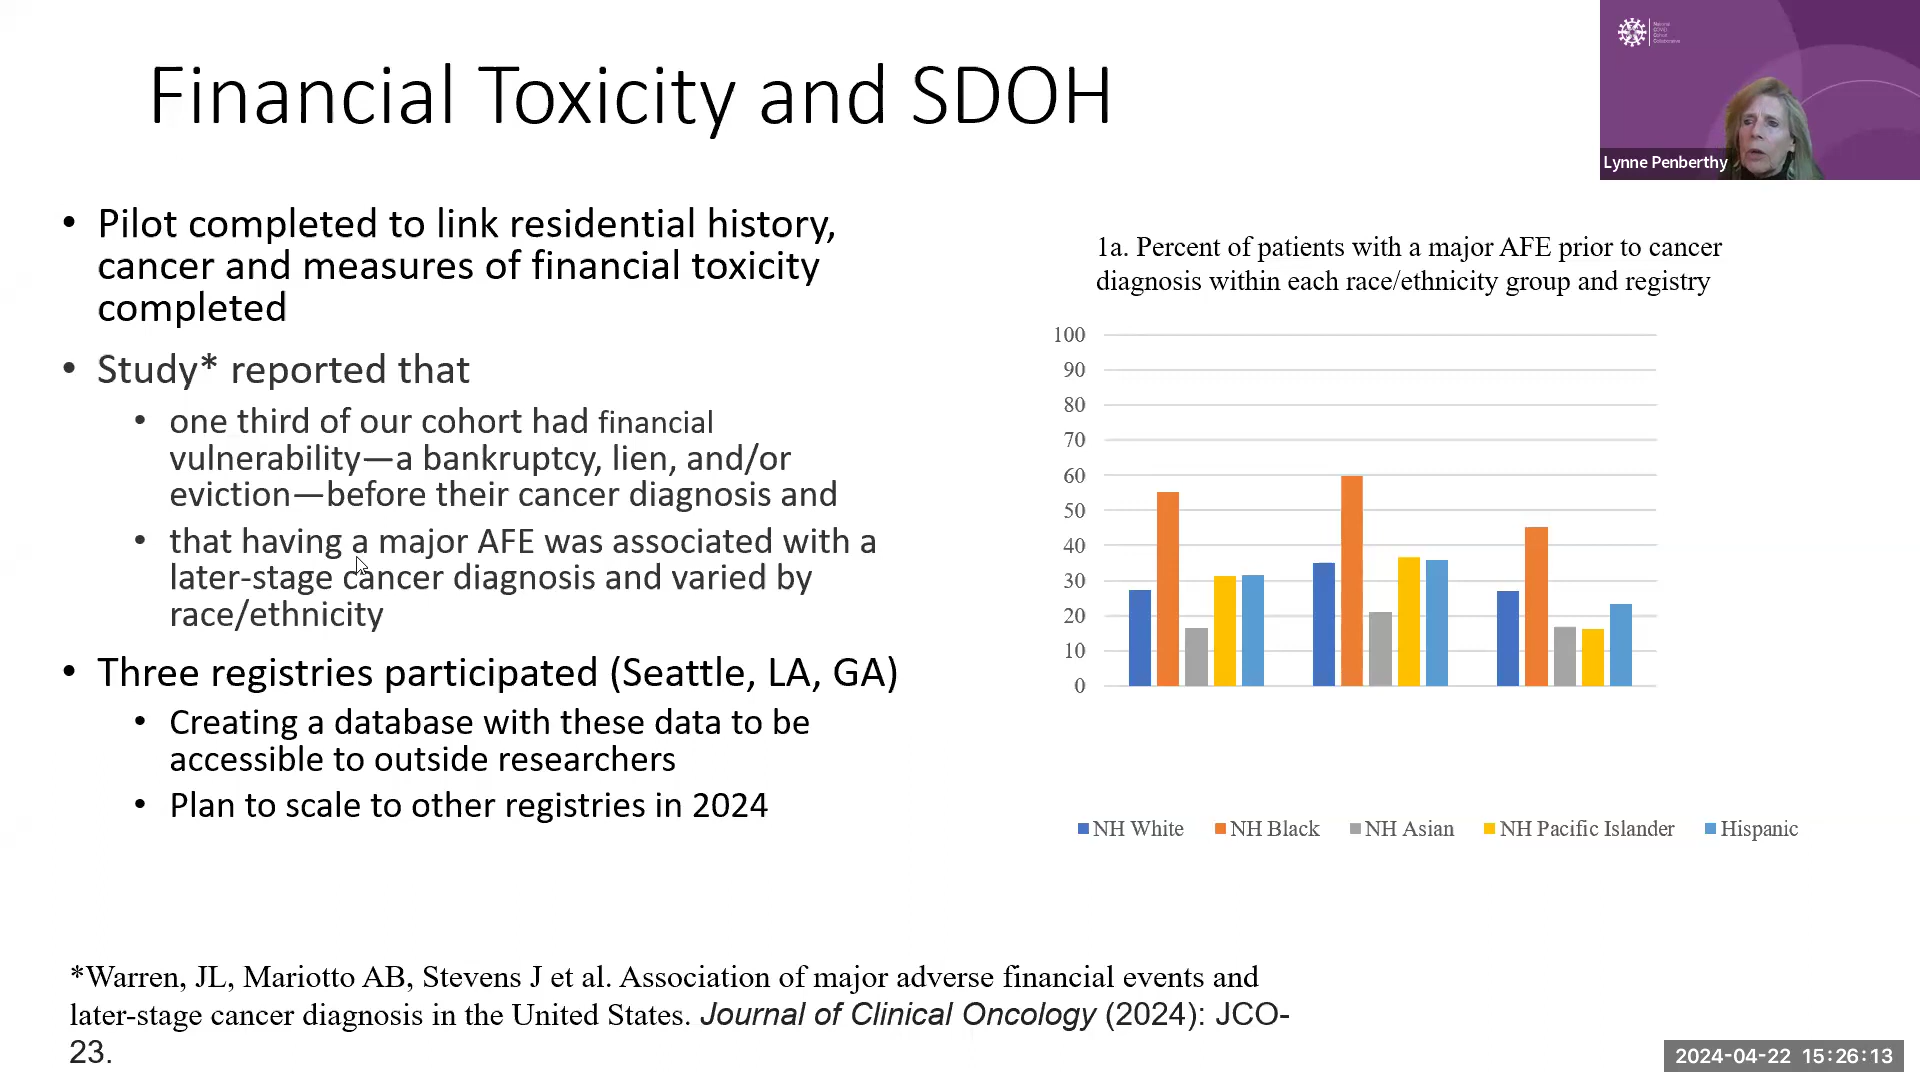 Financial Toxicity and SDOH
National
COVID
Cohort
Collaborative
Lynne Penberthy
• Pilot completed to link residential history,
cancer and measures of financial toxicity
completed
• Study* reported that
• one third of our cohort had financial
vulnerability—a bankruptcy, lien, and/or
eviction—before their cancer diagnosis and
• that having a major AFE was associated with a
later-stage cancer diagnosis and varied by
race/ethnicity
• Three registries participated (Seattle, LA, GA)
• Creating a database with these data to be
accessible to outside researchers
• Plan to scale to other registries in 2024
1a. Percent of patients with a major AFE prior to cancer
diagnosis within each race/ethnicity group and registry
100
90
80
70
60
50
40
30
20
10
0
NH White NH Black NH Asian NH Pacific Islander Hispanic
*Warren, JL, Mariotto AB, Stevens J et al. Association of major adverse financial events and
later-stage cancer diagnosis in the United States. Journal of Clinical Oncology (2024): JCO-
23.
2024-04-22 15:26:13